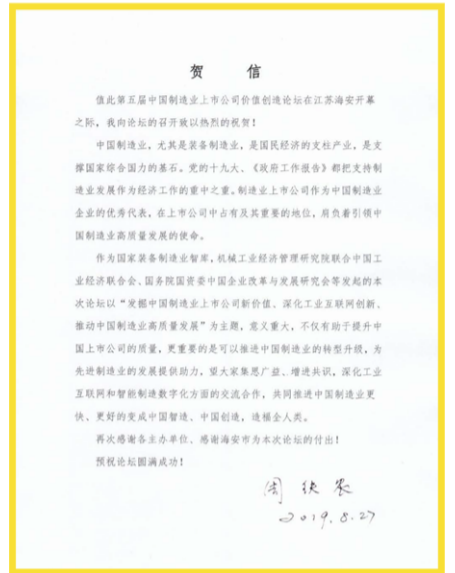 贺 信
值此第五届中国制造业上市公司价值创造论坛在江苏海安开幕
之际，我向论坛的召开致以热烈的祝贺！
中国制造业，尤其是装备制造业，是国民经济的支柱产业，是支
撑国家综合国力的基石。党的十九大、《政府工作报告》都把支持制
造业发展作为经济工作的重中之重。制造业上市公司作为中国制造业
企业的优秀代表，在上市公司中占有及其重要的地位，肩负着引领中
国制造业高质量发展的使命。
作为国家装备制造业智库，机械工业经济管理研究院联合中国工
业经济联合会、国务院国资委中国企业改革与发展研究会等发起的本
次论坛以“发掘中国制造业上市公司新价值、深化工业互联网创新、
推动中国制造业高质量发展”为主题，意义重大，不仅有助于提升中
国上市公司的质量，更重要的是可以推进中国制造业的转型升级，为
先进制造业的发展提供助力，望大家集思广益、增进共识，深化工业
互联网和智能制造数字化方面的交流合作，共同推进中国制造业更
快、更好的变成中国智造、中国创造，造福全人类。
再次感谢各主办单位、感谢海安市为本次论坛的付出！
预祝论坛圆满成功！
2019.8.27